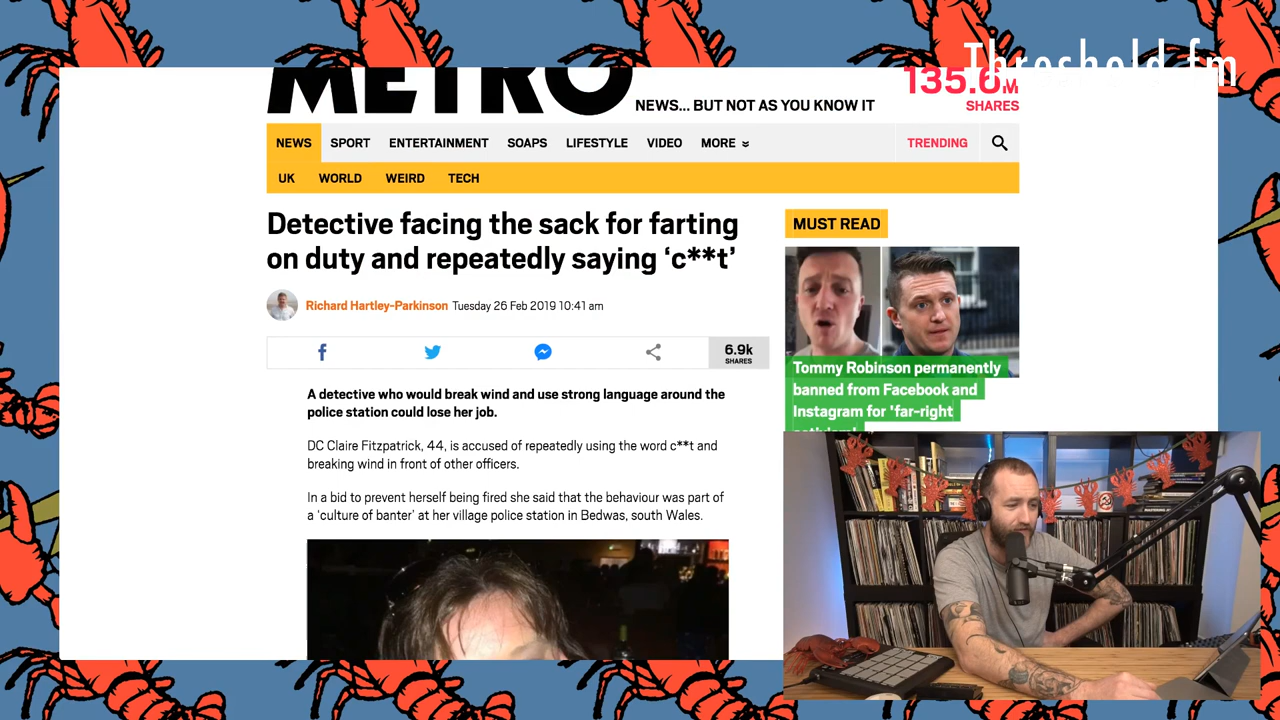 Threshold.fm
METRO
NEWS... BUT NOT AS YOU KNOW IT
135.6M
SHARES
NEWS SPORT ENTERTAINMENT SOAPS LIFESTYLE VIDEO MORE TRENDING
UK WORLD WEIRD TECH
Detective facing the sack for farting
on duty and repeatedly saying ‘c**t’
Richard Hartley-Parkinson Tuesday 26 Feb 2019 10:41 am
6.9k
SHARES
A detective who would break wind and use strong language around the
police station could lose her job.
DC Claire Fitzpatrick, 44, is accused of repeatedly using the word c**t and
breaking wind in front of other officers.
In a bid to prevent herself being fired she said that the behaviour was part of
a ‘culture of banter’ at her village police station in Bedwas, south Wales.
MUST READ
Tommy Robinson permanently
banned from Facebook and
Instagram for 'far-right